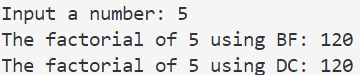 Input a number: 5
The factorial of 5 using BF: 120
The factorial of 5 using DC: 120